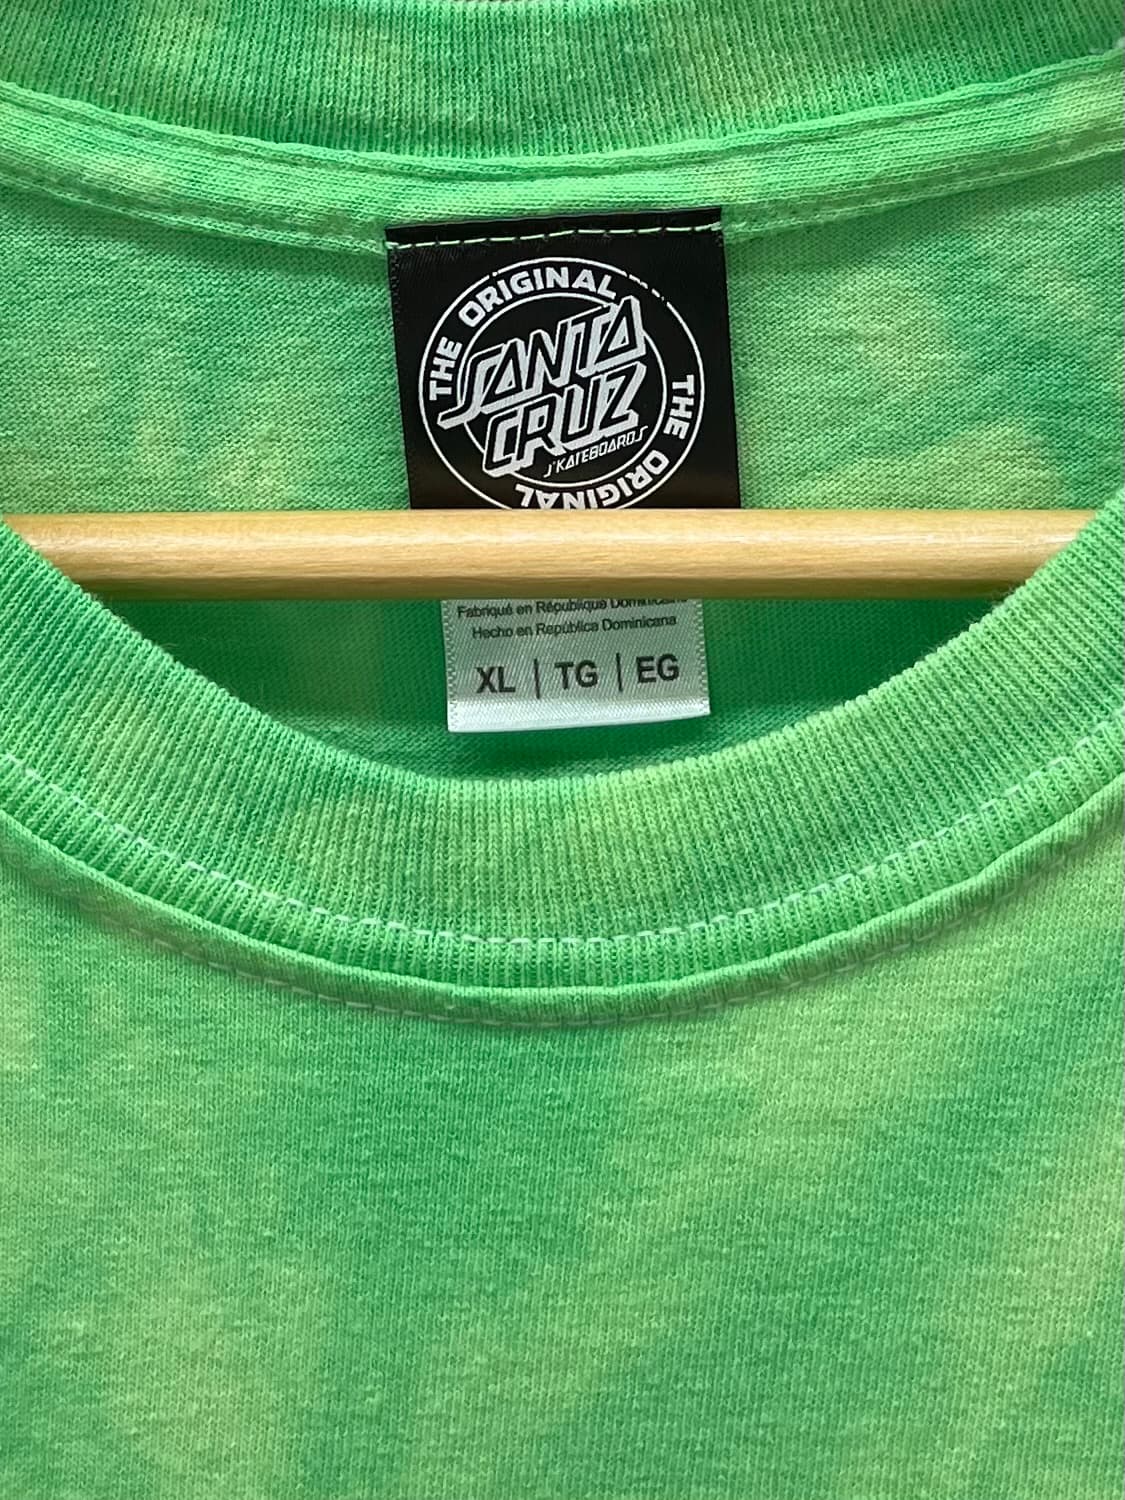 THE ORIGINAL
SANTA
CRUZ
SKATEBOARDS
THE ORIGINAL
Fabriqué en République Dominicaine
Hecho en República Dominicana
XL | TG | EG